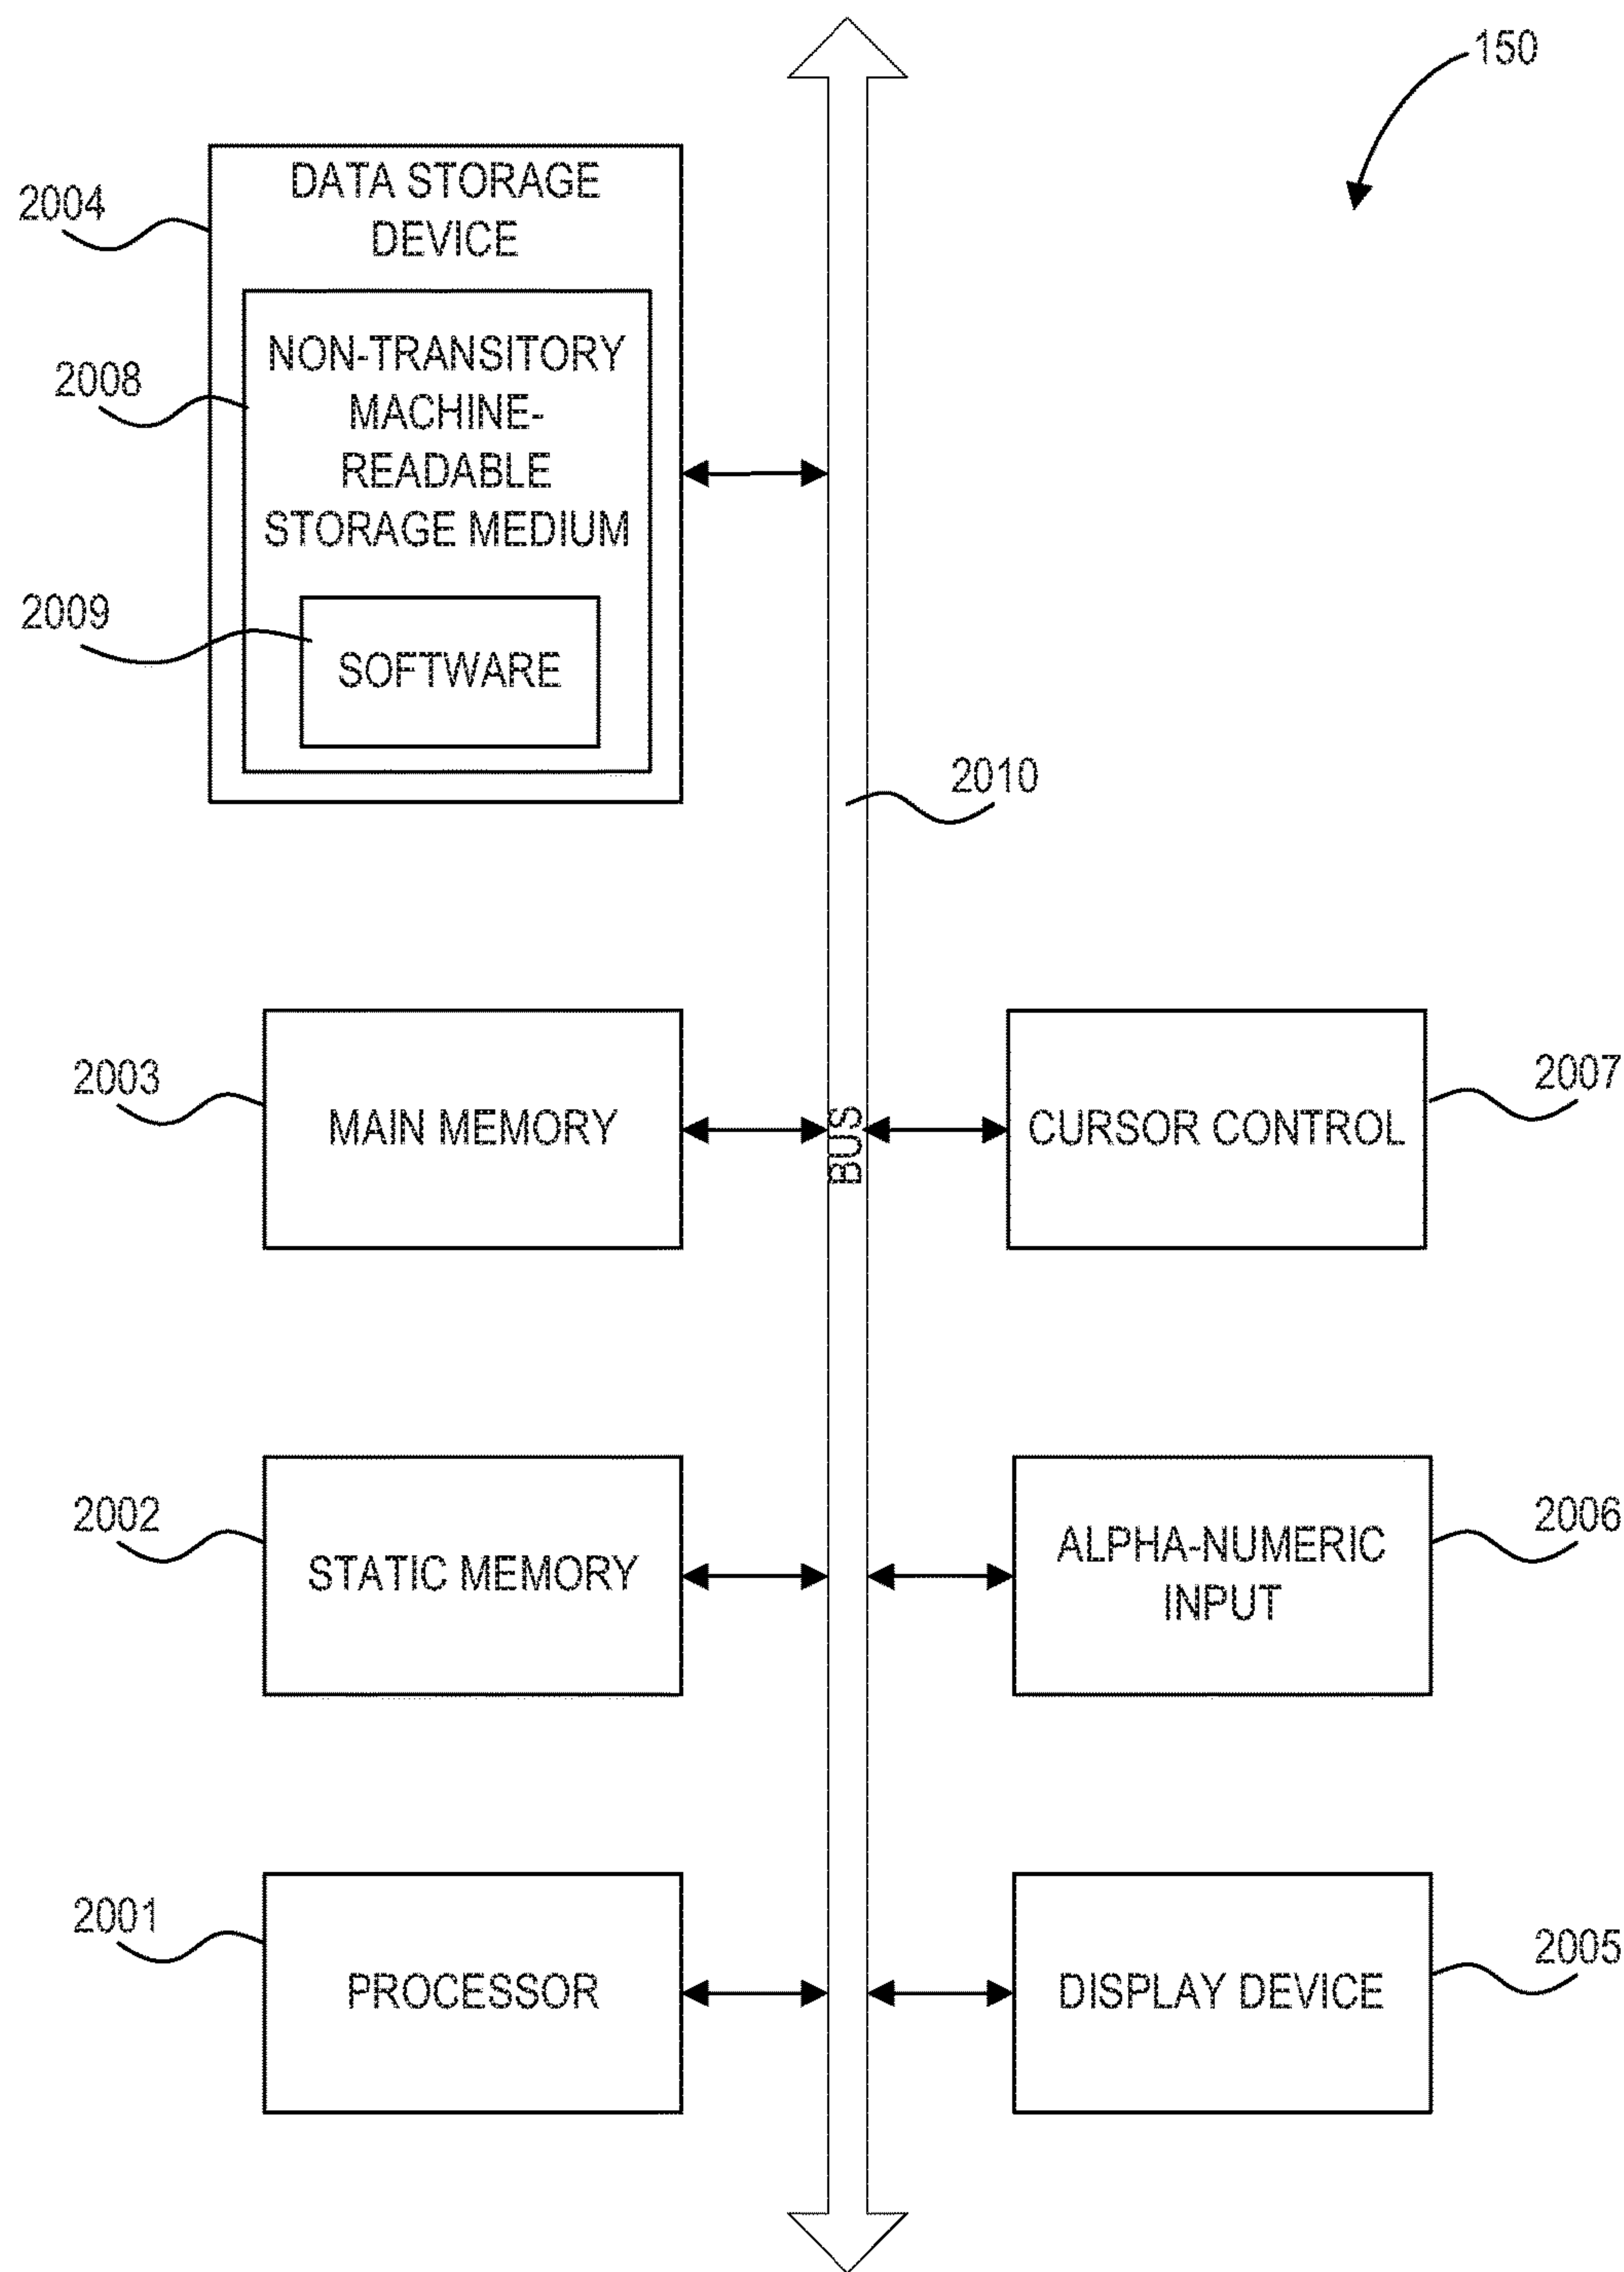 150
2004
DATA STORAGE
DEVICE
2008
NON-TRANSITORY
MACHINE-
READABLE
STORAGE MEDIUM
2009
SOFTWARE
2010
2003
MAIN MEMORY
BUS
CURSOR CONTROL
2007
2002
STATIC MEMORY
ALPHA-NUMERIC
INPUT
2006
2001
PROCESSOR
DISPLAY DEVICE
2005